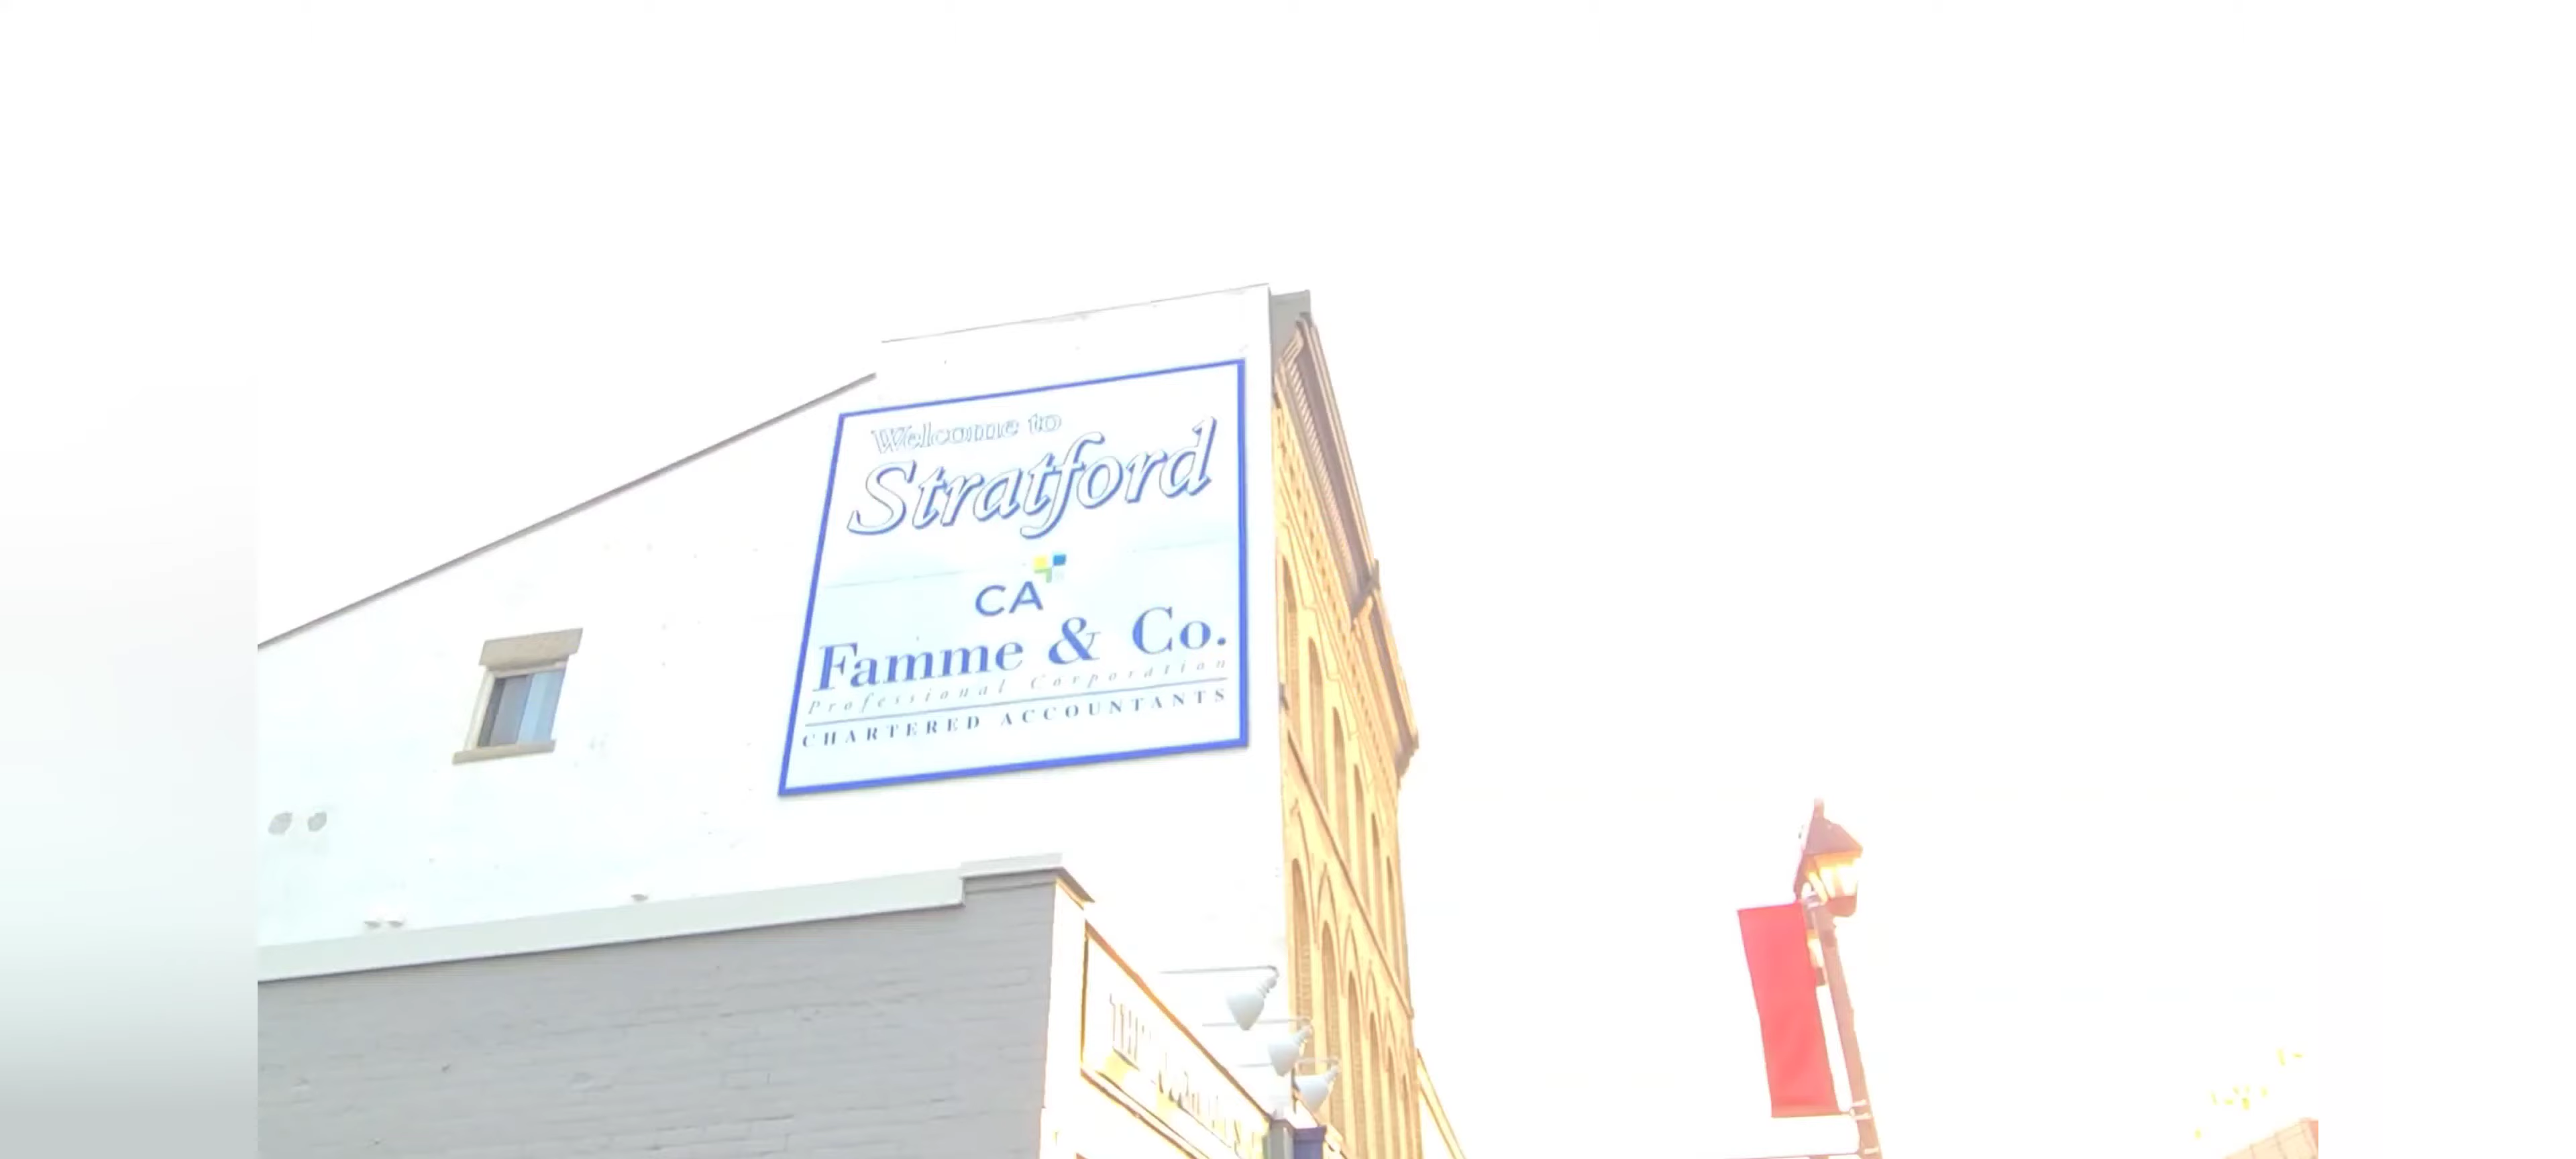 Welcome to
Stratford
CA
Famme & Co.
Professional Corporation
CHARTERED ACCOUNTANTS